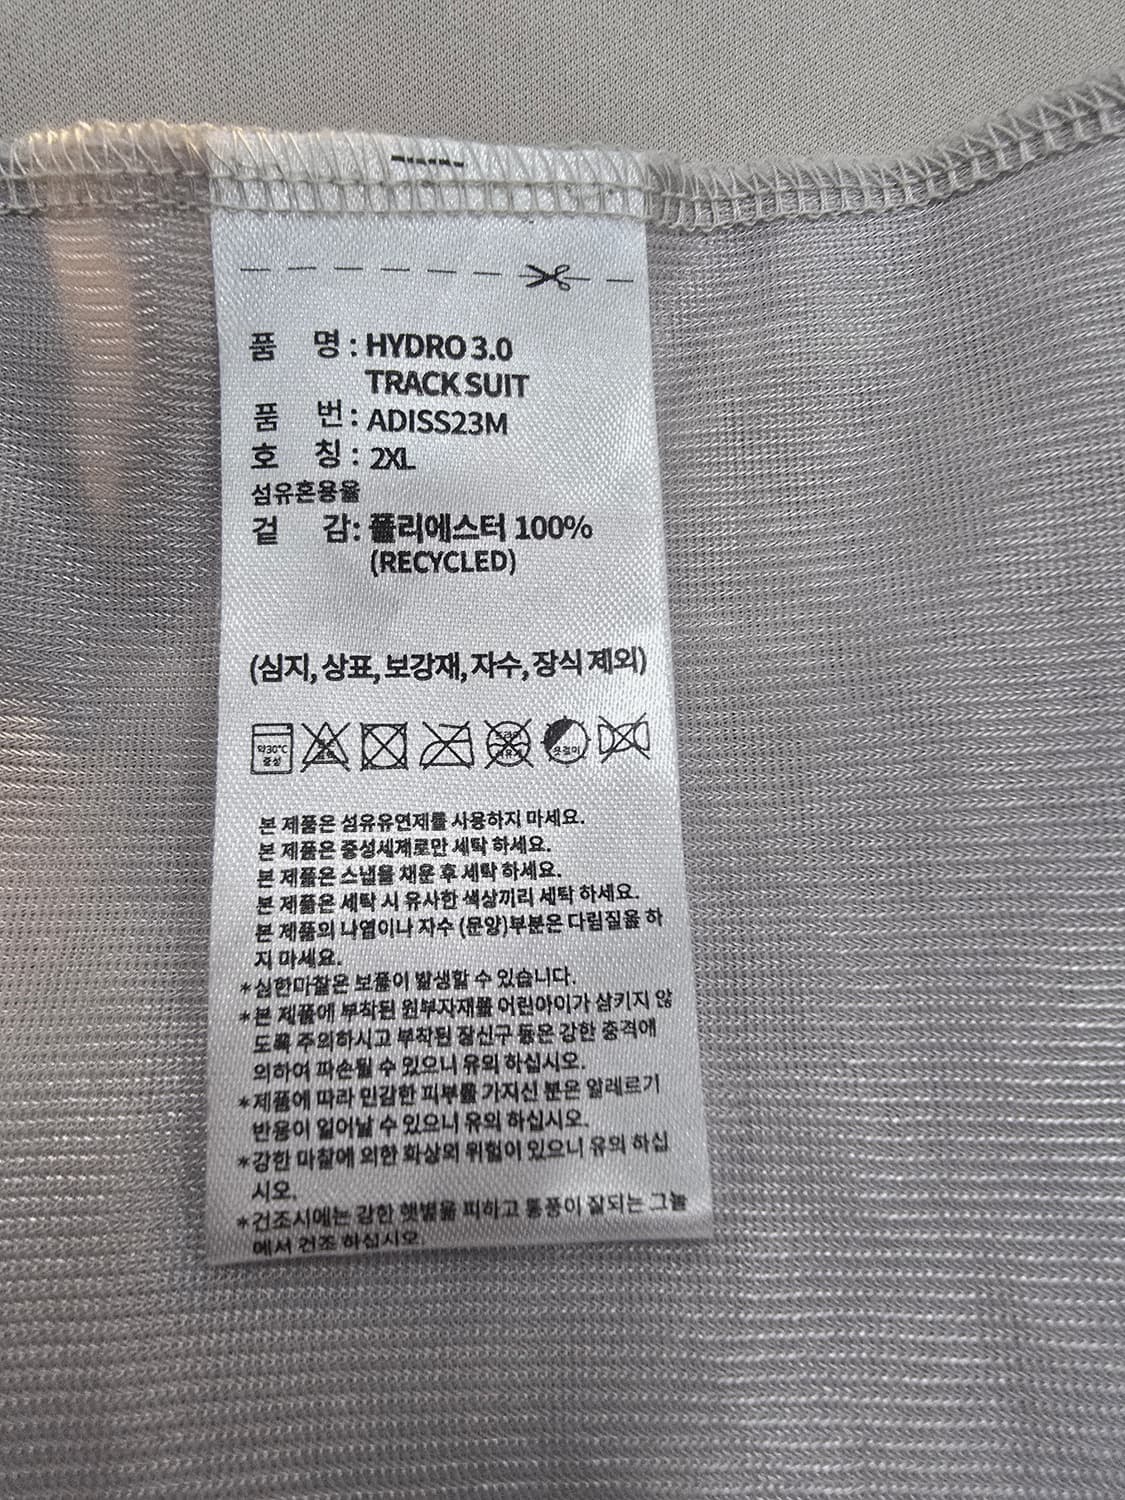 품 명 : HYDRO 3.0
TRACK SUIT
품 번 : ADISS23M
호 칭 : 2XL
섬유혼용율
겉 감: 폴리에스터 100%
(RECYCLED)
(심지, 상표, 보강재, 자수, 장식 제외)
약30℃
중성
옷걸이
본 제품은 섬유유연제를 사용하지 마세요.
본 제품은 중성세제로만 세탁 하세요.
본 제품은 스냅을 채운 후 세탁 하세요.
본 제품은 세탁 시 유사한 색상끼리 세탁 하세요.
본 제품의 나염이나 자수 (문양)부분은 다림질을 하
지 마세요.
*심한마찰은 보풀이 발생할 수 있습니다.
*본 제품에 부착된 원부자재를 어린아이가 삼키지 않
도록 주의하시고 부착된 장신구 등은 강한 충격에
의하여 파손될 수 있으니 유의 하십시오.
*제품에 따라 민감한 피부를 가지신 분은 알레르기
반응이 일어날 수 있으니 유의 하십시오.
*강한 마찰에 의한 화상의 위험이 있으니 유의 하십
시오.
*건조시에는 강한 햇볕을 피하고 통풍이 잘되는 그늘
에서 건조 하십시오.